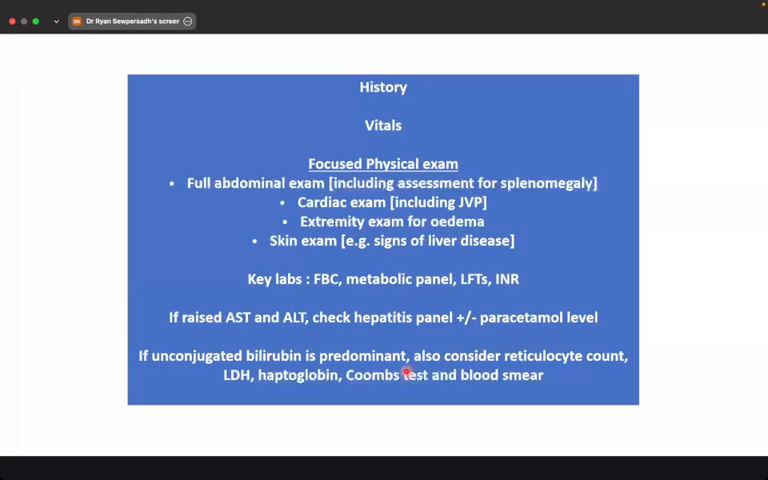 DR Dr Ryan Sewpersadh's screen
History
Vitals
Focused Physical exam
• Full abdominal exam [including assessment for splenomegaly]
• Cardiac exam [including JVP]
• Extremity exam for oedema
• Skin exam [e.g. signs of liver disease]
Key labs : FBC, metabolic panel, LFTs, INR
If raised AST and ALT, check hepatitis panel +/- paracetamol level
If unconjugated bilirubin is predominant, also consider reticulocyte count,
LDH, haptoglobin, Coombs test and blood smear